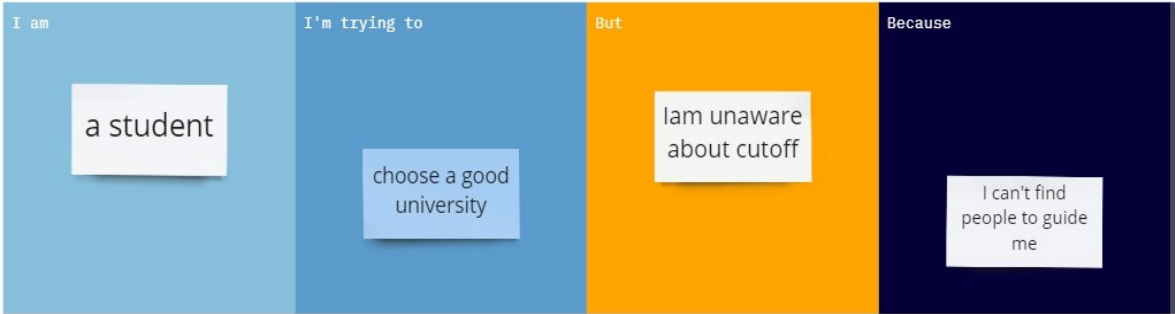 I am
a student
I'm trying to
choose a good
university
But
Iam unaware
about cutoff
Because
I can't find
people to guide
me